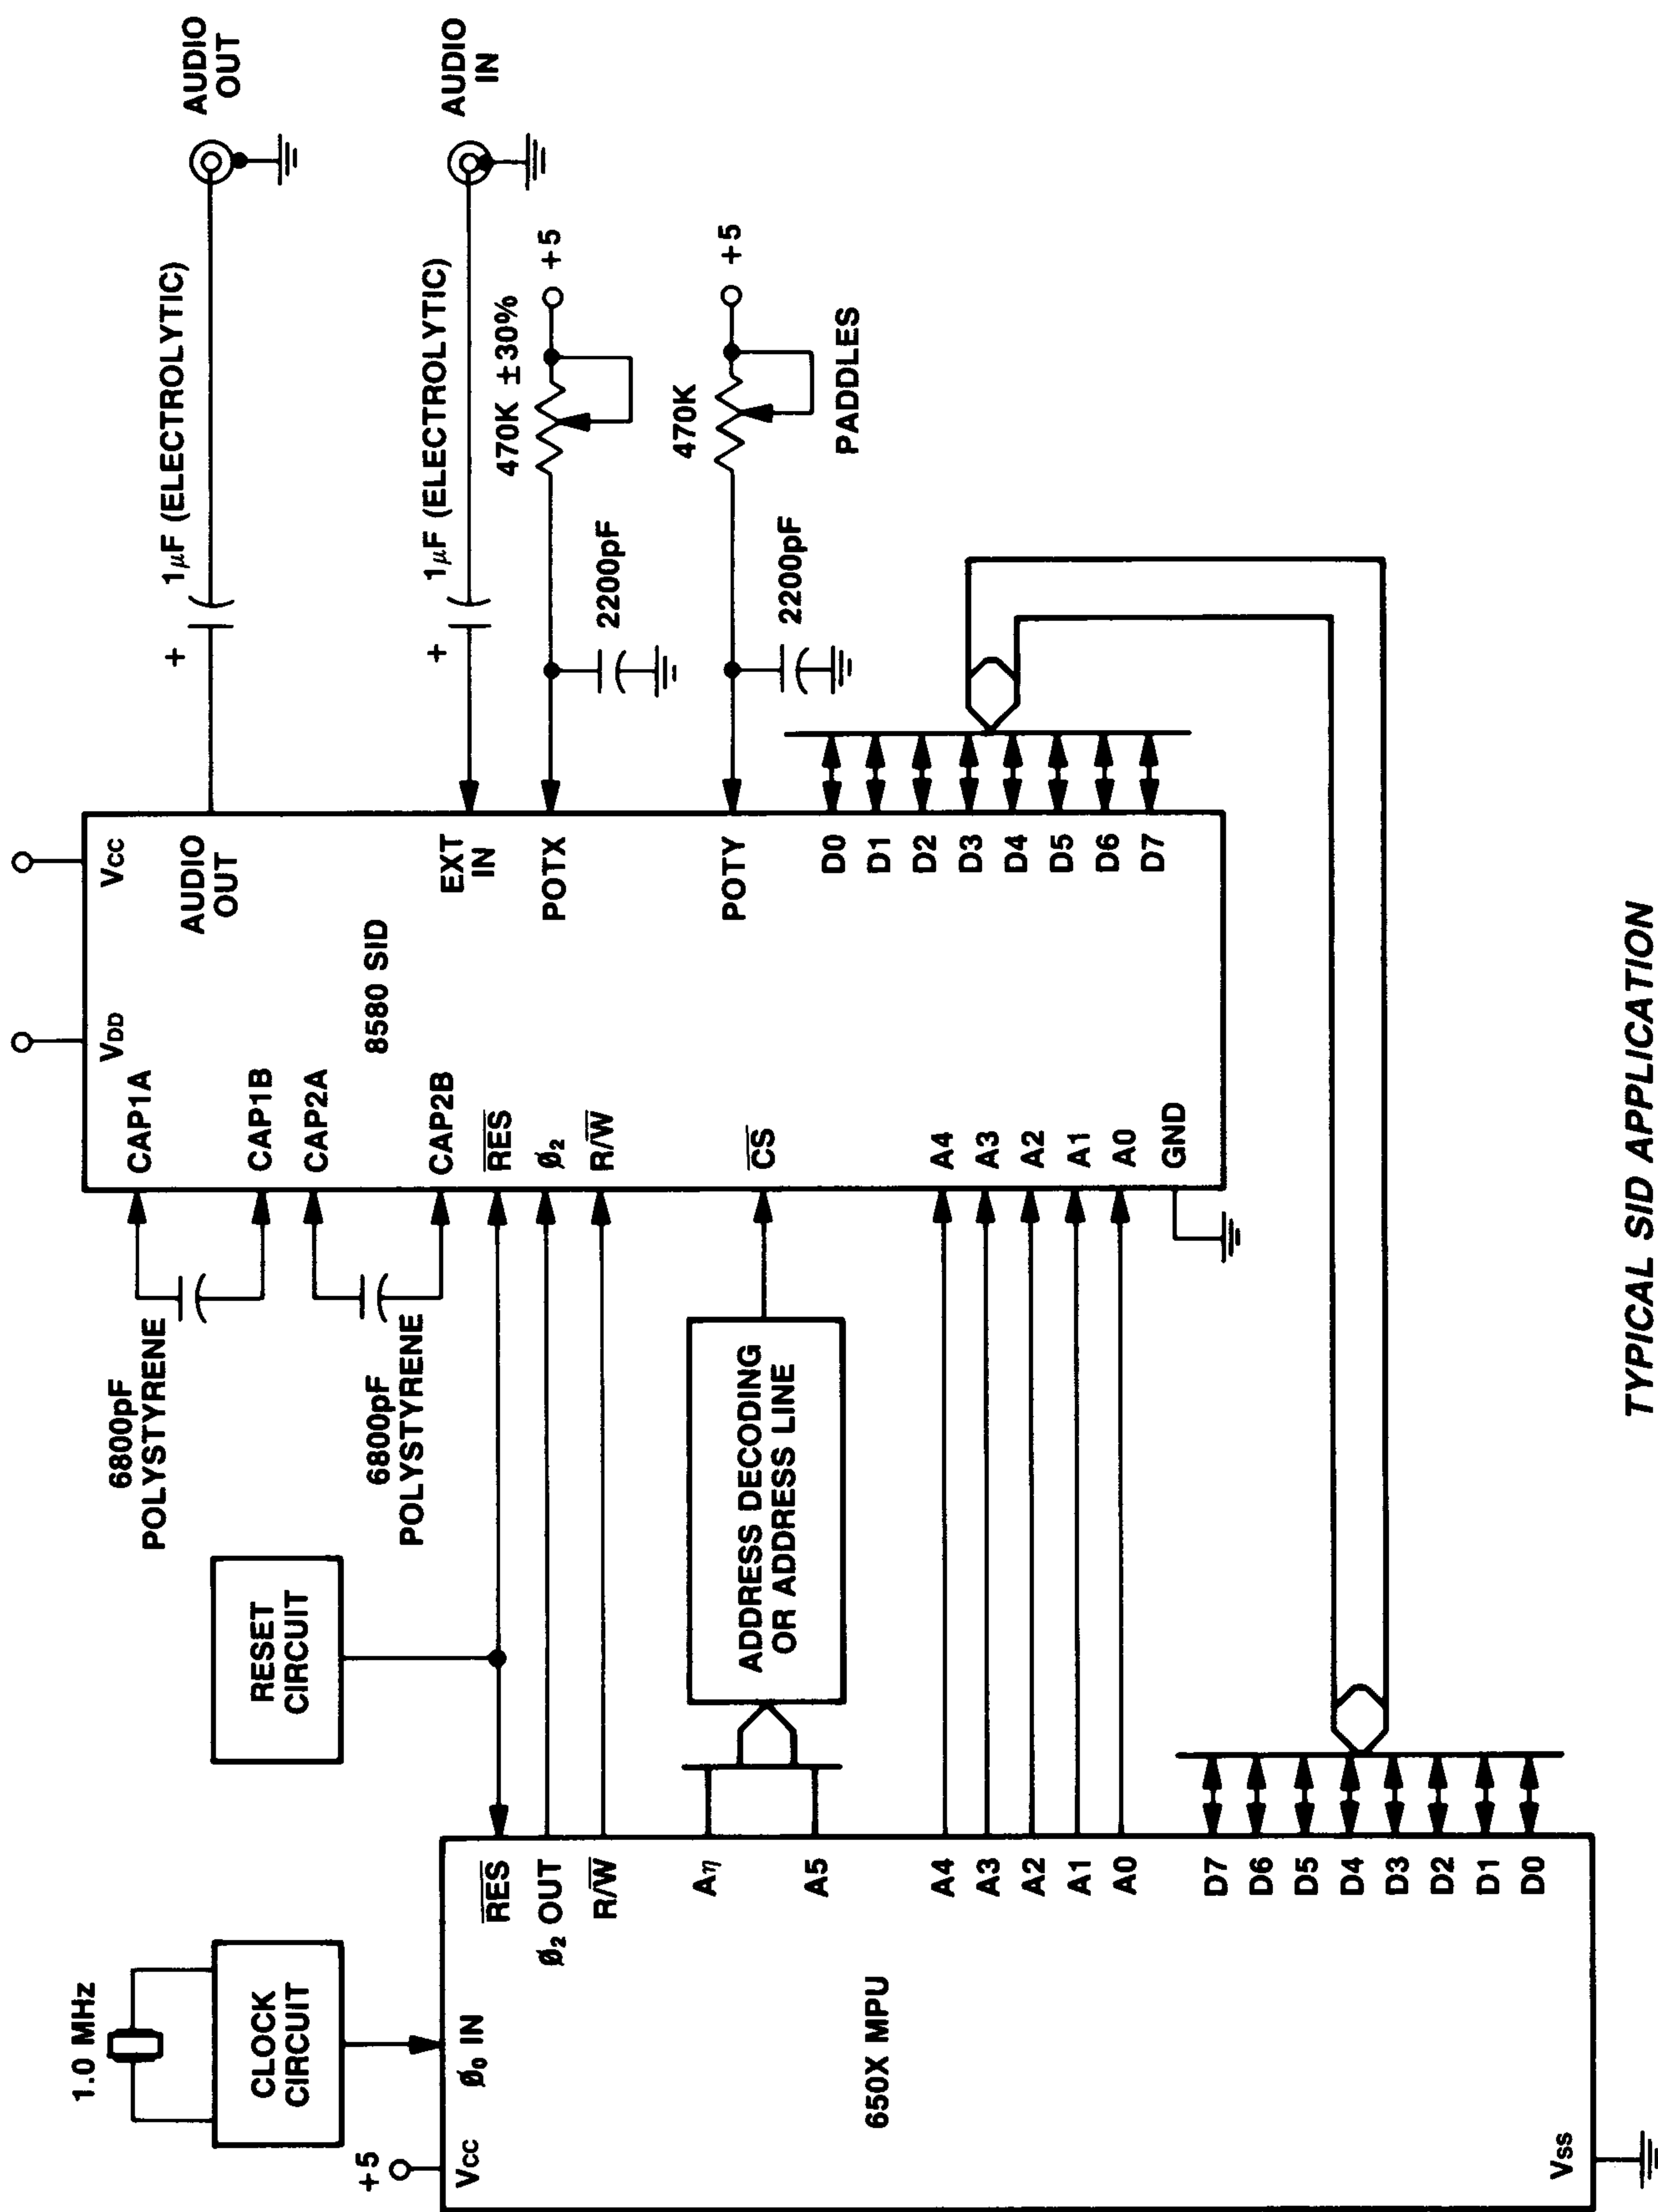 1.0 MHz
CLOCK
CIRCUIT
+5
Vcc
ø0 IN
RES
ø2 OUT
R/W
Aη
A5
A4
A3
A2
A1
A0
D7
D6
D5
D4
D3
D2
D1
D0
650X MPU
Vss
RESET
CIRCUIT
ADDRESS DECODING
OR ADDRESS LINE
6800pF
POLYSTYRENE
6800pF
POLYSTYRENE
VDD
Vcc
CAP1A
CAP1B
CAP2A
CAP2B
RES
ø2
R/W
CS
A4
A3
A2
A1
A0
GND
8580 SID
AUDIO
OUT
EXT
IN
POTX
POTY
D0
D1
D2
D3
D4
D5
D6
D7
+
1µF (ELECTROLYTIC)
AUDIO
OUT
+
1µF (ELECTROLYTIC)
AUDIO
IN
470K ±30%
+5
2200pF
470K
+5
2200pF
PADDLES
TYPICAL SID APPLICATION